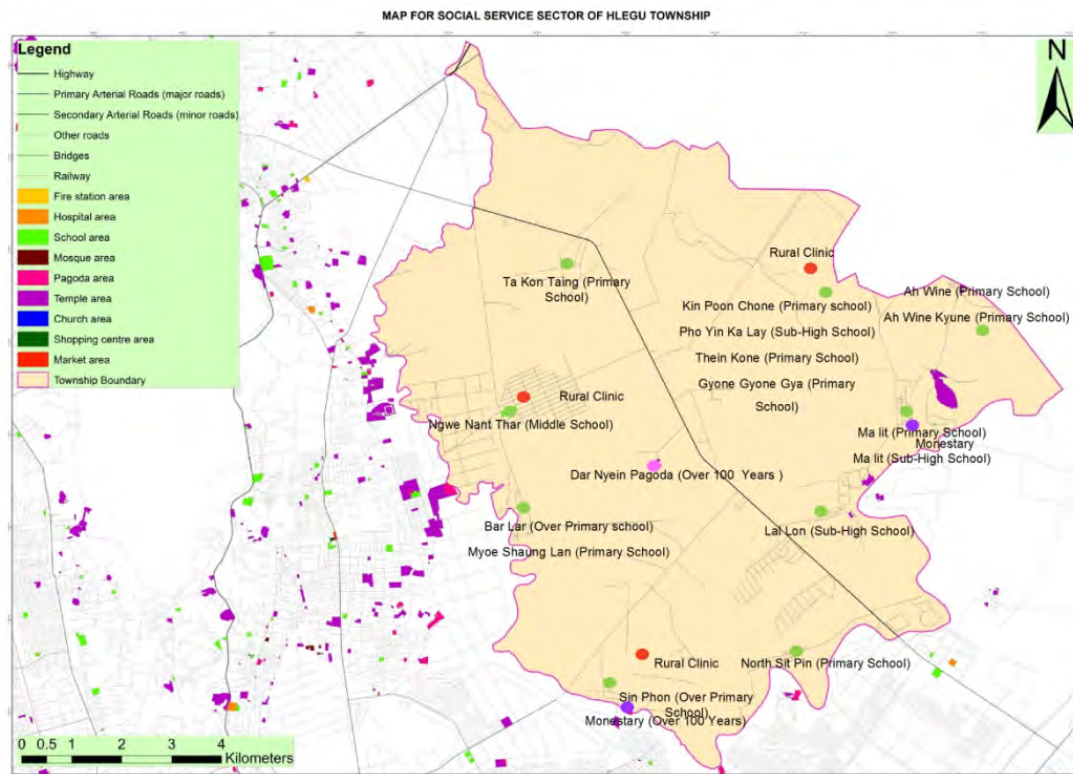 MAP FOR SOCIAL SERVICE SECTOR OF HLEGU TOWNSHIP
Legend
Highway
Primary Arterial Roads (major roads)
Secondary Arterial Roads (minor roads)
Other roads
Bridges
Railway
Fire station area
Hospital area
School area
Mosque area
Pagoda area
Temple area
Church area
Shopping centre area
Market area
Township Boundary
N
Rural Clinic
Ta Kon Taing (Primary
School)
Kin Poon Chone (Primary school)
Ah Wine (Primary School)
Ah Wine Kyune (Primary School)
Pho Yin Ka Lay (Sub-High School)
Thein Kone (Primary School)
Gyone Gyone Gya (Primary
School)
Rural Clinic
Ngwe Nant Thar (Middle School)
Ma lit (Primary School)
Monestary
Ma lit (Sub-High School)
Dar Nyein Pagoda (Over 100 Years )
Bar Lar (Over Primary school)
Myoe Shaung Lan (Primary School)
Lal Lon (Sub-High School)
Rural Clinic
North Sit Pin (Primary School)
Sin Phon (Over Primary
School)
Monestary (Over 100 Years)
0 0.5 1 2 3 4
Kilometers